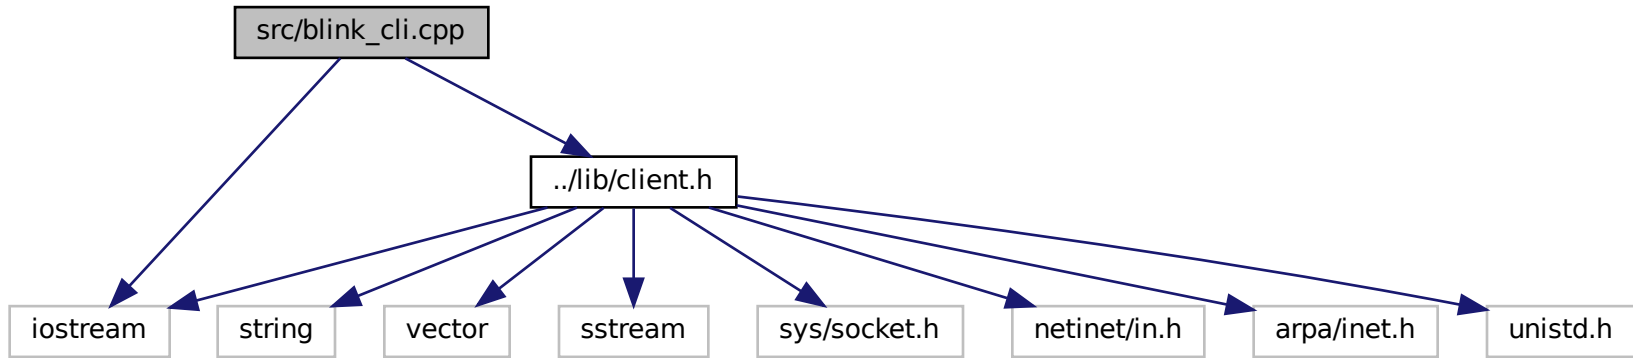 src/blink_cli.cpp
../lib/client.h
iostream
string
vector
sstream
sys/socket.h
netinet/in.h
arpa/inet.h
unistd.h